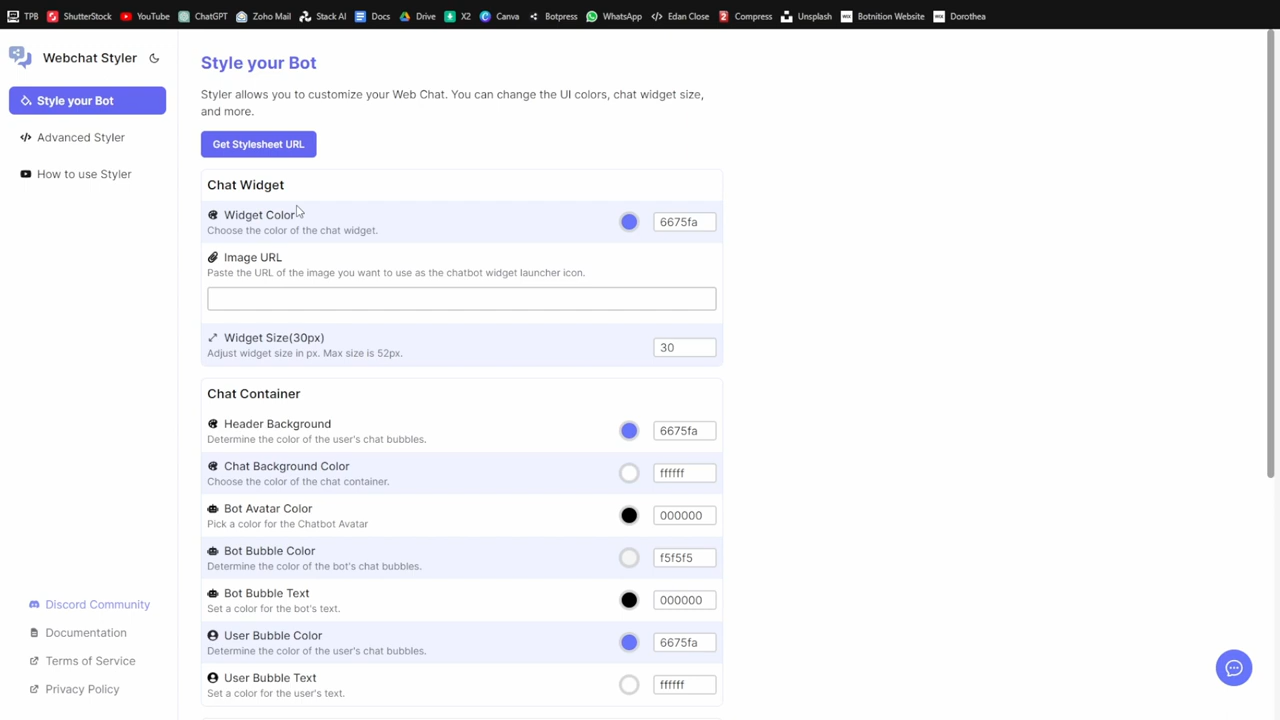 TPB ShutterStock YouTube ChatGPT Zoho Mail Stack AI Docs Drive X2 Canva Botpress WhatsApp Edan Close Compress Unsplash Botnition Website Dorothea
Webchat Styler
Style your Bot
Advanced Styler
How to use Styler
Discord Community
Documentation
Terms of Service
Privacy Policy
Style your Bot
Styler allows you to customize your Web Chat. You can change the UI colors, chat widget size,
and more.
Get Stylesheet URL
Chat Widget
Widget Color
Choose the color of the chat widget.
6675fa
Image URL
Paste the URL of the image you want to use as the chatbot widget launcher icon.
Widget Size(30px)
Adjust widget size in px. Max size is 52px.
30
Chat Container
Header Background
Determine the color of the user's chat bubbles.
6675fa
Chat Background Color
Choose the color of the chat container.
ffffff
Bot Avatar Color
Pick a color for the Chatbot Avatar
000000
Bot Bubble Color
Determine the color of the bot's chat bubbles.
f5f5f5
Bot Bubble Text
Set a color for the bot's text.
000000
User Bubble Color
Determine the color of the user's chat bubbles.
6675fa
User Bubble Text
Set a color for the user's text.
ffffff